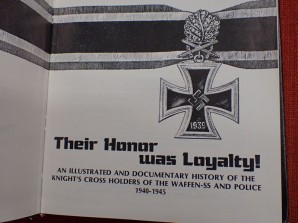 1939
Their Honor
was Loyalty!
AN ILLUSTRATED AND DOCUMENTARY HISTORY OF THE
KNIGHT'S CROSS HOLDERS OF THE WAFFEN-SS AND POLICE
1940-1945